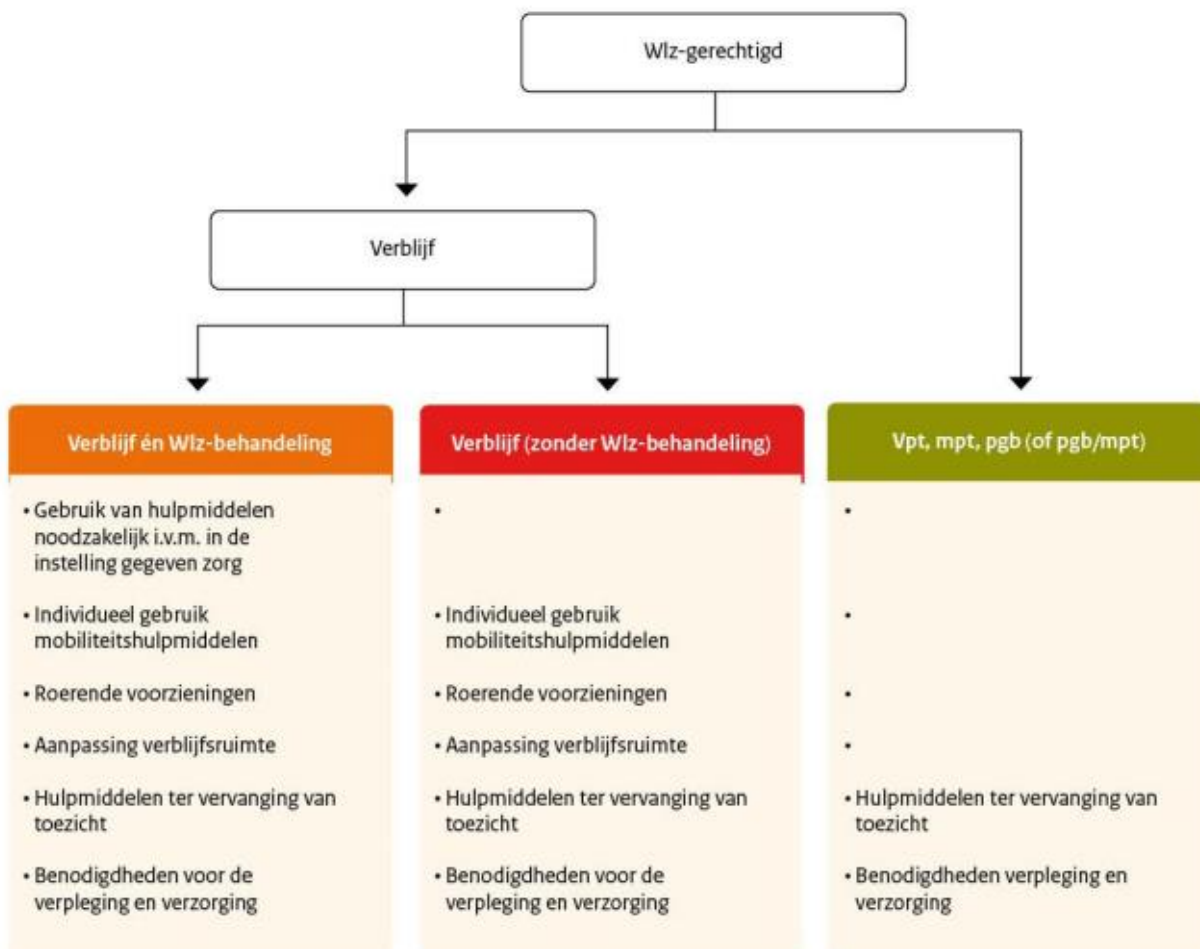 Wlz-gerechtigd
Verblijf
Verblijf én Wlz-behandeling
• Gebruik van hulpmiddelen
noodzakelijk i.v.m. in de
instelling gegeven zorg
• Individueel gebruik
mobiliteitshulpmiddelen
• Roerende voorzieningen
• Aanpassing verblijfsruimte
• Hulpmiddelen ter vervanging van
toezicht
• Benodigdheden voor de
verpleging en verzorging
Verblijf (zonder Wlz-behandeling)
•
• Individueel gebruik
mobiliteitshulpmiddelen
• Roerende voorzieningen
• Aanpassing verblijfsruimte
• Hulpmiddelen ter vervanging van
toezicht
• Benodigdheden voor de
verpleging en verzorging
Vpt, mpt, pgb (of pgb/mpt)
•
•
•
•
• Hulpmiddelen ter vervanging van
toezicht
• Benodigdheden verpleging en
verzorging